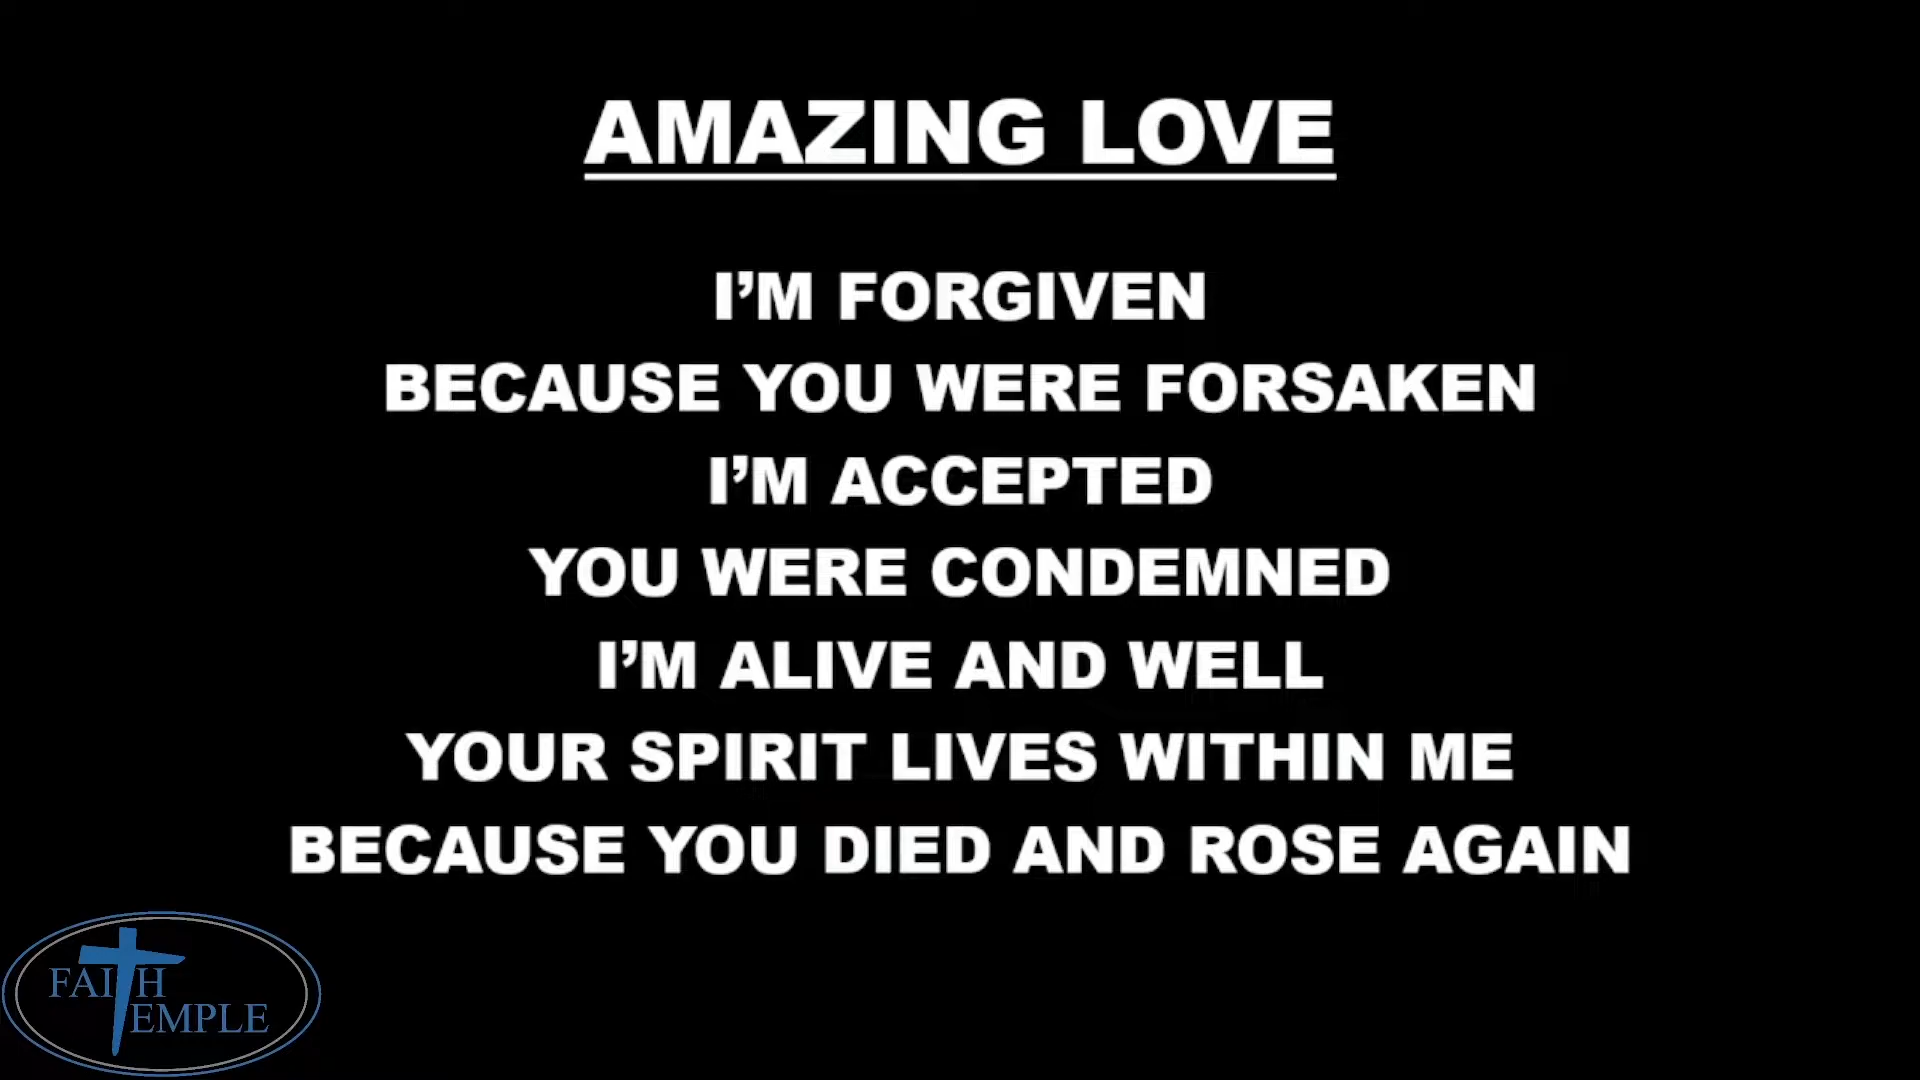 AMAZING LOVE
I’M FORGIVEN
BECAUSE YOU WERE FORSAKEN
I’M ACCEPTED
YOU WERE CONDEMNED
I’M ALIVE AND WELL
YOUR SPIRIT LIVES WITHIN ME
BECAUSE YOU DIED AND ROSE AGAIN
FAITH
TEMPLE